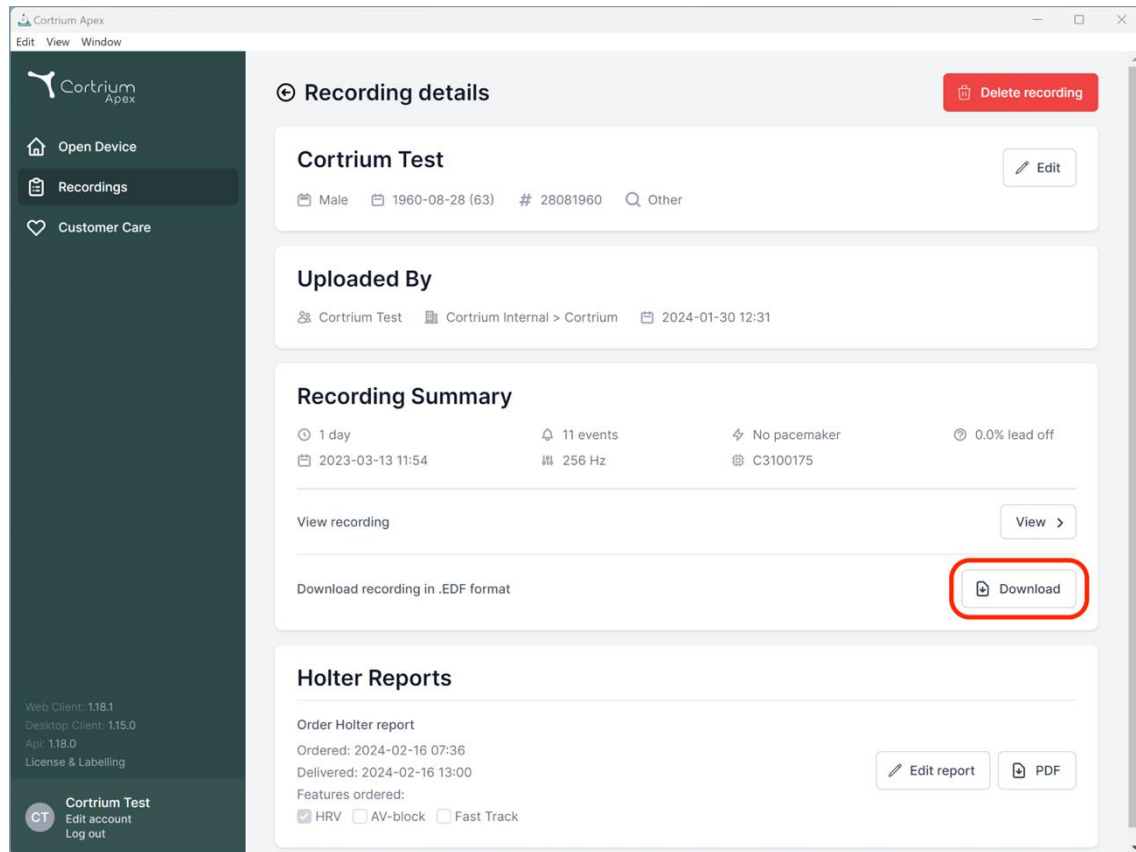 Cortrium Apex
Edit View Window
Cortrium
Apex
Open Device
Recordings
Customer Care
Web Client: 1.18.1
Desktop Client: 1.15.0
Api: 1.18.0
License & Labelling
CT
Cortrium Test
Edit account
Log out
Recording details
Delete recording
Cortrium Test
Edit
Male 1960-08-28 (63) # 28081960 Other
Uploaded By
Cortrium Test Cortrium Internal > Cortrium 2024-01-30 12:31
Recording Summary
1 day 11 events No pacemaker 0.0% lead off
2023-03-13 11:54 256 Hz C3100175
View recording View >
Download recording in .EDF format Download
Holter Reports
Order Holter report
Ordered: 2024-02-16 07:36
Delivered: 2024-02-16 13:00
Edit report PDF
Features ordered:
HRV AV-block Fast Track